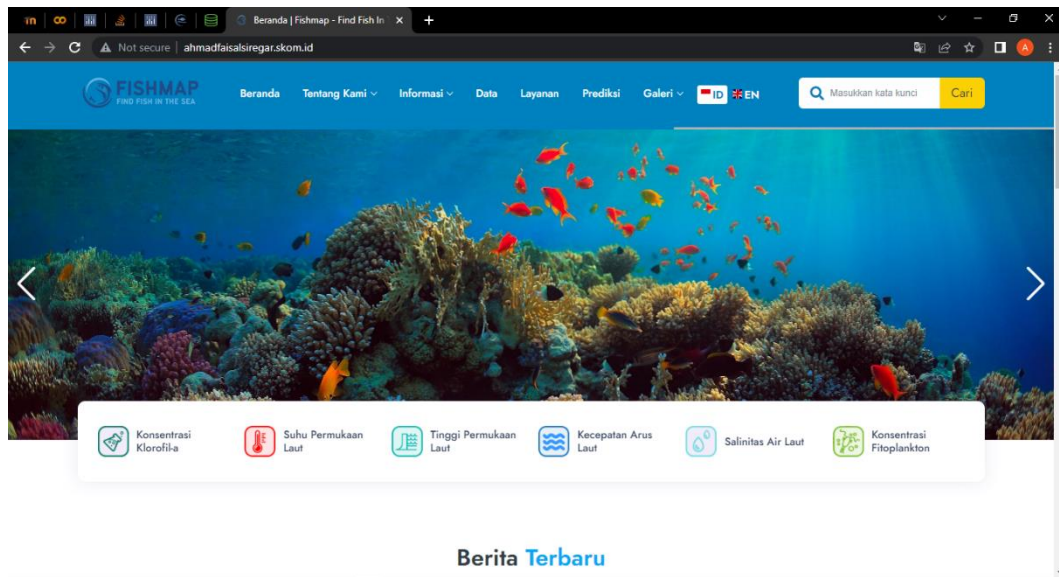 Beranda | Fishmap - Find Fish In
Not secure | ahmadfaisalsiregar.skom.id
A
FISHMAP
FIND FISH IN THE SEA
Beranda Tentang Kami Informasi Data Layanan Prediksi Galeri ID EN
Masukkan kata kunci Cari
Konsentrasi
Klorofil-a
Suhu Permukaan
Laut
Tinggi Permukaan
Laut
Kecepatan Arus
Laut
Salinitas Air Laut
Konsentrasi
Fitoplankton
Berita Terbaru